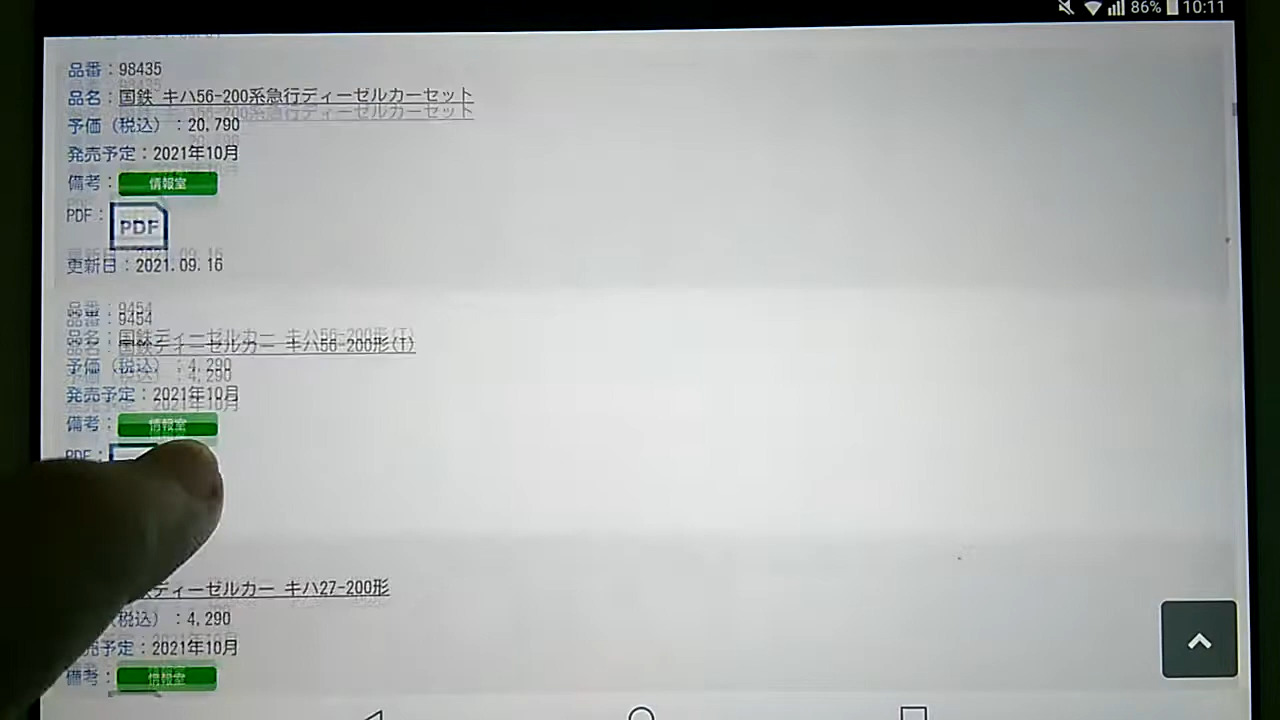 86% 10:11
品番：98435
品名：国鉄 キハ56-200系急行ディーゼルカーセット
予価（税込）：20,790
発売予定：2021年10月
備考：情報室
PDF：PDF
更新日：2021.09.16
品番：9454
品名：国鉄ディーゼルカー キハ56-200形(T)
予価（税込）：4,290
発売予定：2021年10月
備考：情報室
PDF：
ディーゼルカー キハ27-200形
税込）：4,290
売予定：2021年10月
備考：情報室